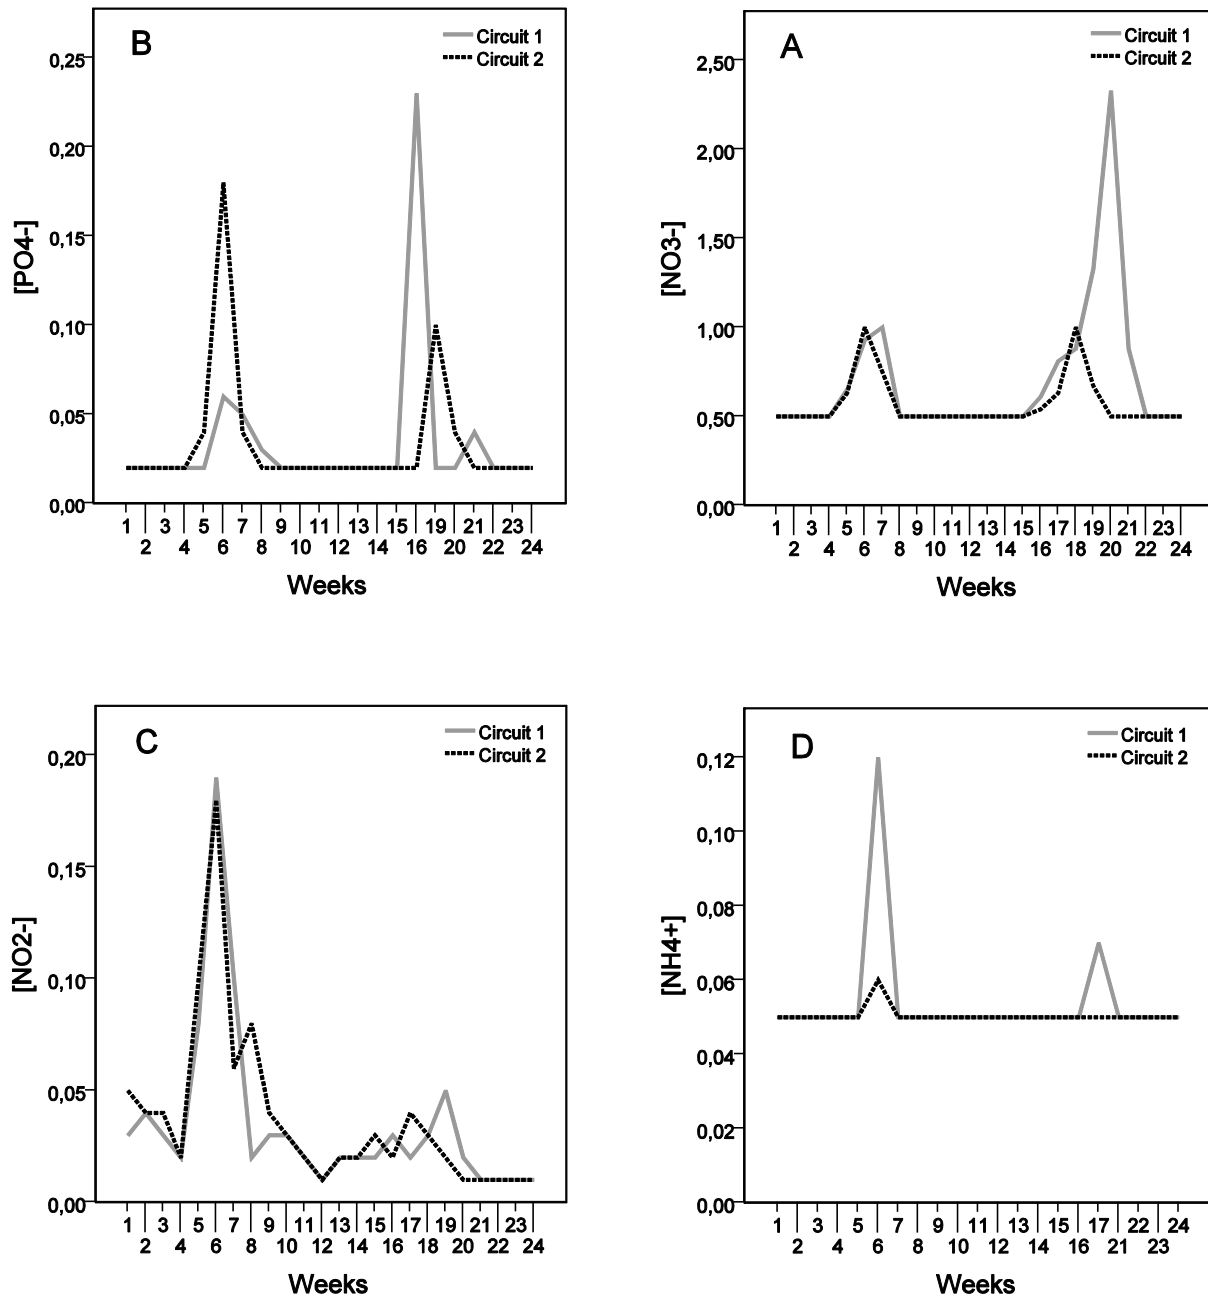 B
Circuit 1
Circuit 2
0,25
0,20
0,15
0,10
0,05
0,00
[PO4-]
1 3 5 7 9 11 13 15 19 21 23
2 4 6 8 10 12 14 16 20 22 24
Weeks
A
Circuit 1
Circuit 2
2,50
2,00
1,50
1,00
0,50
0,00
[NO3-]
1 3 5 7 9 11 13 15 17 19 21 23
2 4 6 8 10 12 14 16 18 20 22 24
Weeks
C
Circuit 1
Circuit 2
0,20
0,15
0,10
0,05
0,00
[NO2-]
1 3 5 7 9 11 13 15 17 19 21 23
2 4 6 8 10 12 14 16 18 20 22 24
Weeks
D
Circuit 1
Circuit 2
0,12
0,10
0,08
0,06
0,04
0,02
0,00
[NH4+]
1 3 5 7 9 11 13 15 17 22 24
2 4 6 8 10 12 14 16 21 23
Weeks